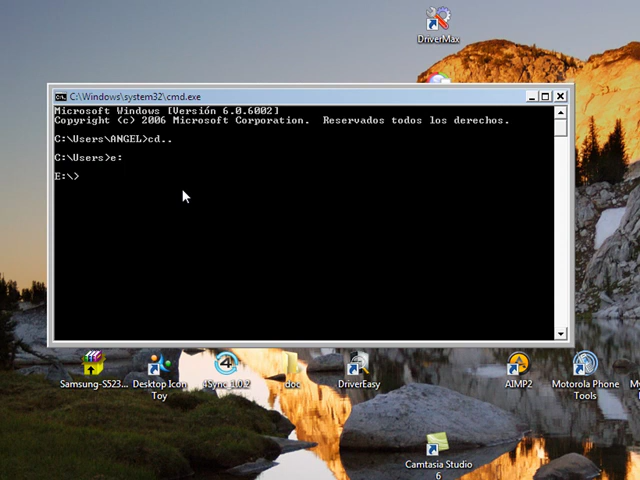 DriverMax
C:\Windows\system32\cmd.exe
Microsoft Windows [Versión 6.0.6002]
Copyright (c) 2006 Microsoft Corporation.  Reservados todos los derechos.
C:\Users\ANGEL>cd..
C:\Users>e:
E:\>
Samsung-S523...
Desktop Icon
Toy
4Sync_1.0.2
doc
DriverEasy
AIMP2
Motorola Phone
Tools
Camtasia Studio
6